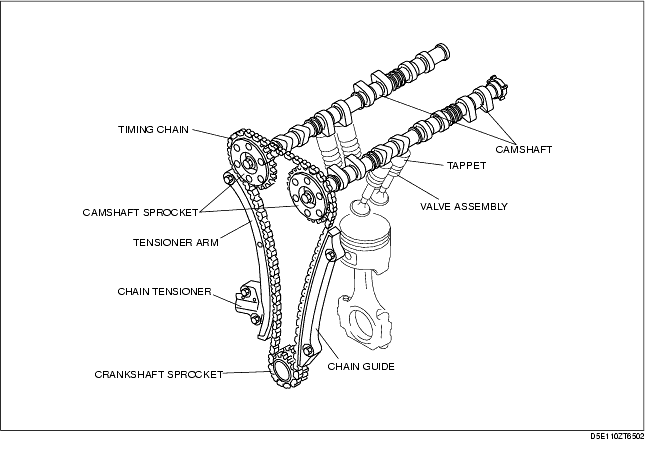 TIMING CHAIN
CAMSHAFT
TAPPET
VALVE ASSEMBLY
CAMSHAFT SPROCKET
TENSIONER ARM
CHAIN TENSIONER
CHAIN GUIDE
CRANKSHAFT SPROCKET
D5E110ZT6502